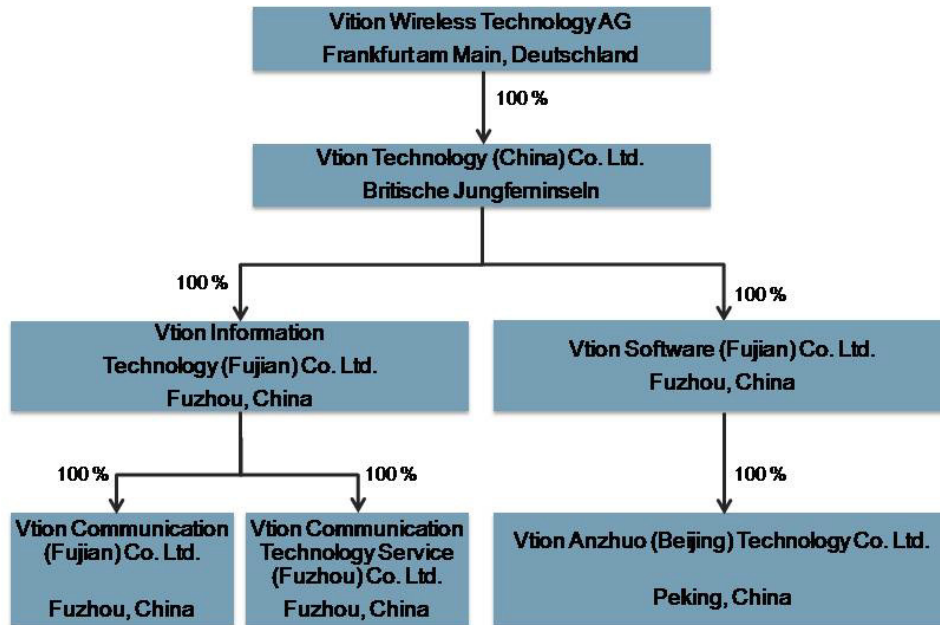 Vition Wireless Technology AG
Frankfurt am Main, Deutschland
100 %
Vtion Technology (China) Co. Ltd.
Britische Jungferninseln
100 %
100 %
Vtion Information
Technology (Fujian) Co. Ltd.
Fuzhou, China
Vtion Software (Fujian) Co. Ltd.
Fuzhou, China
100 %
100 %
100 %
Vtion Communication
(Fujian) Co. Ltd.
Fuzhou, China
Vtion Communication
Technology Service
(Fuzhou) Co. Ltd.
Fuzhou, China
Vtion Anzhuo (Beijing) Technology Co. Ltd.
Peking, China